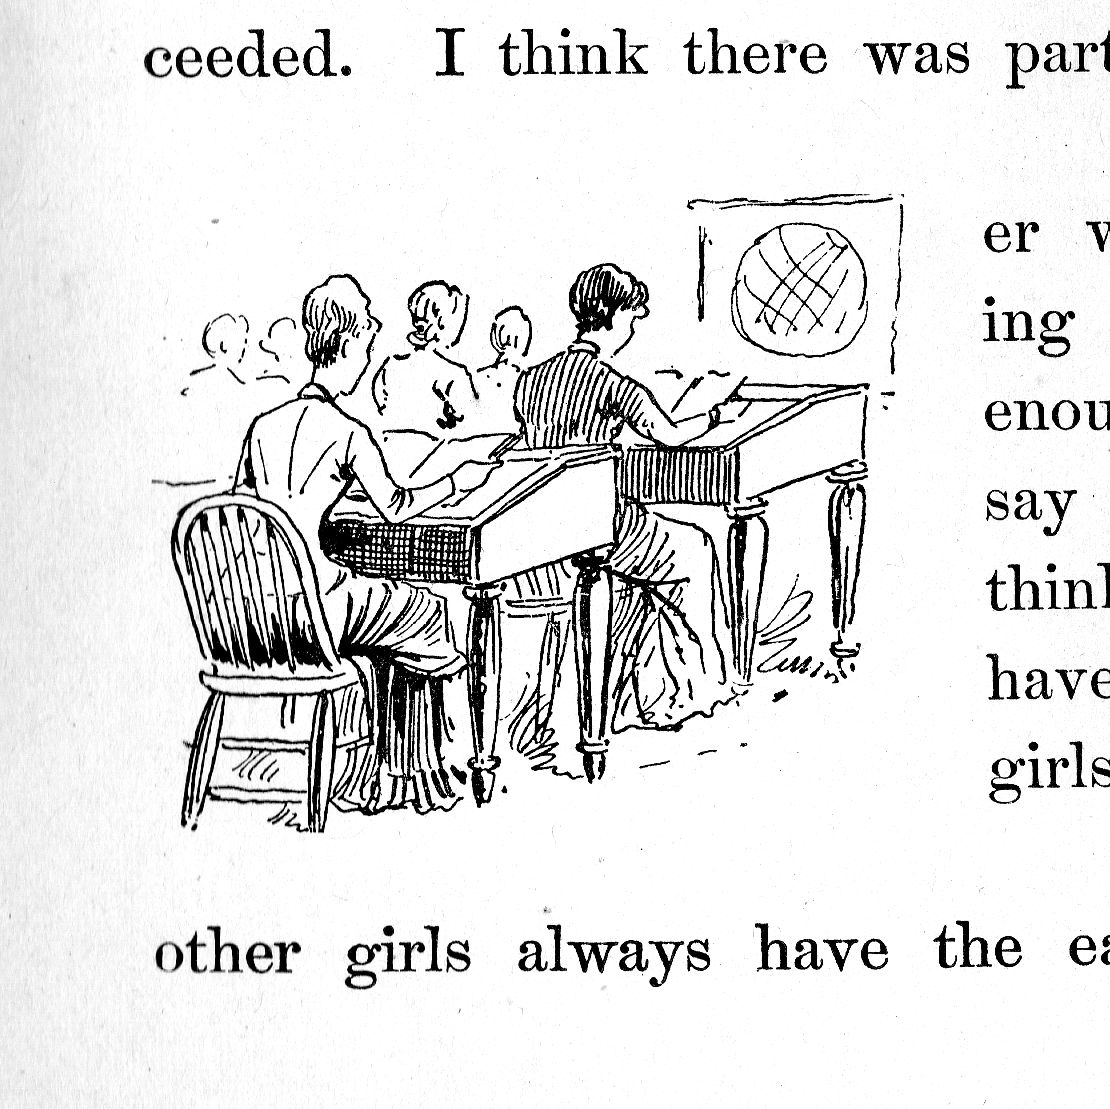 ceeded. I think there was part
er
ing
enou
say
think
have
girls
other girls always have the ea